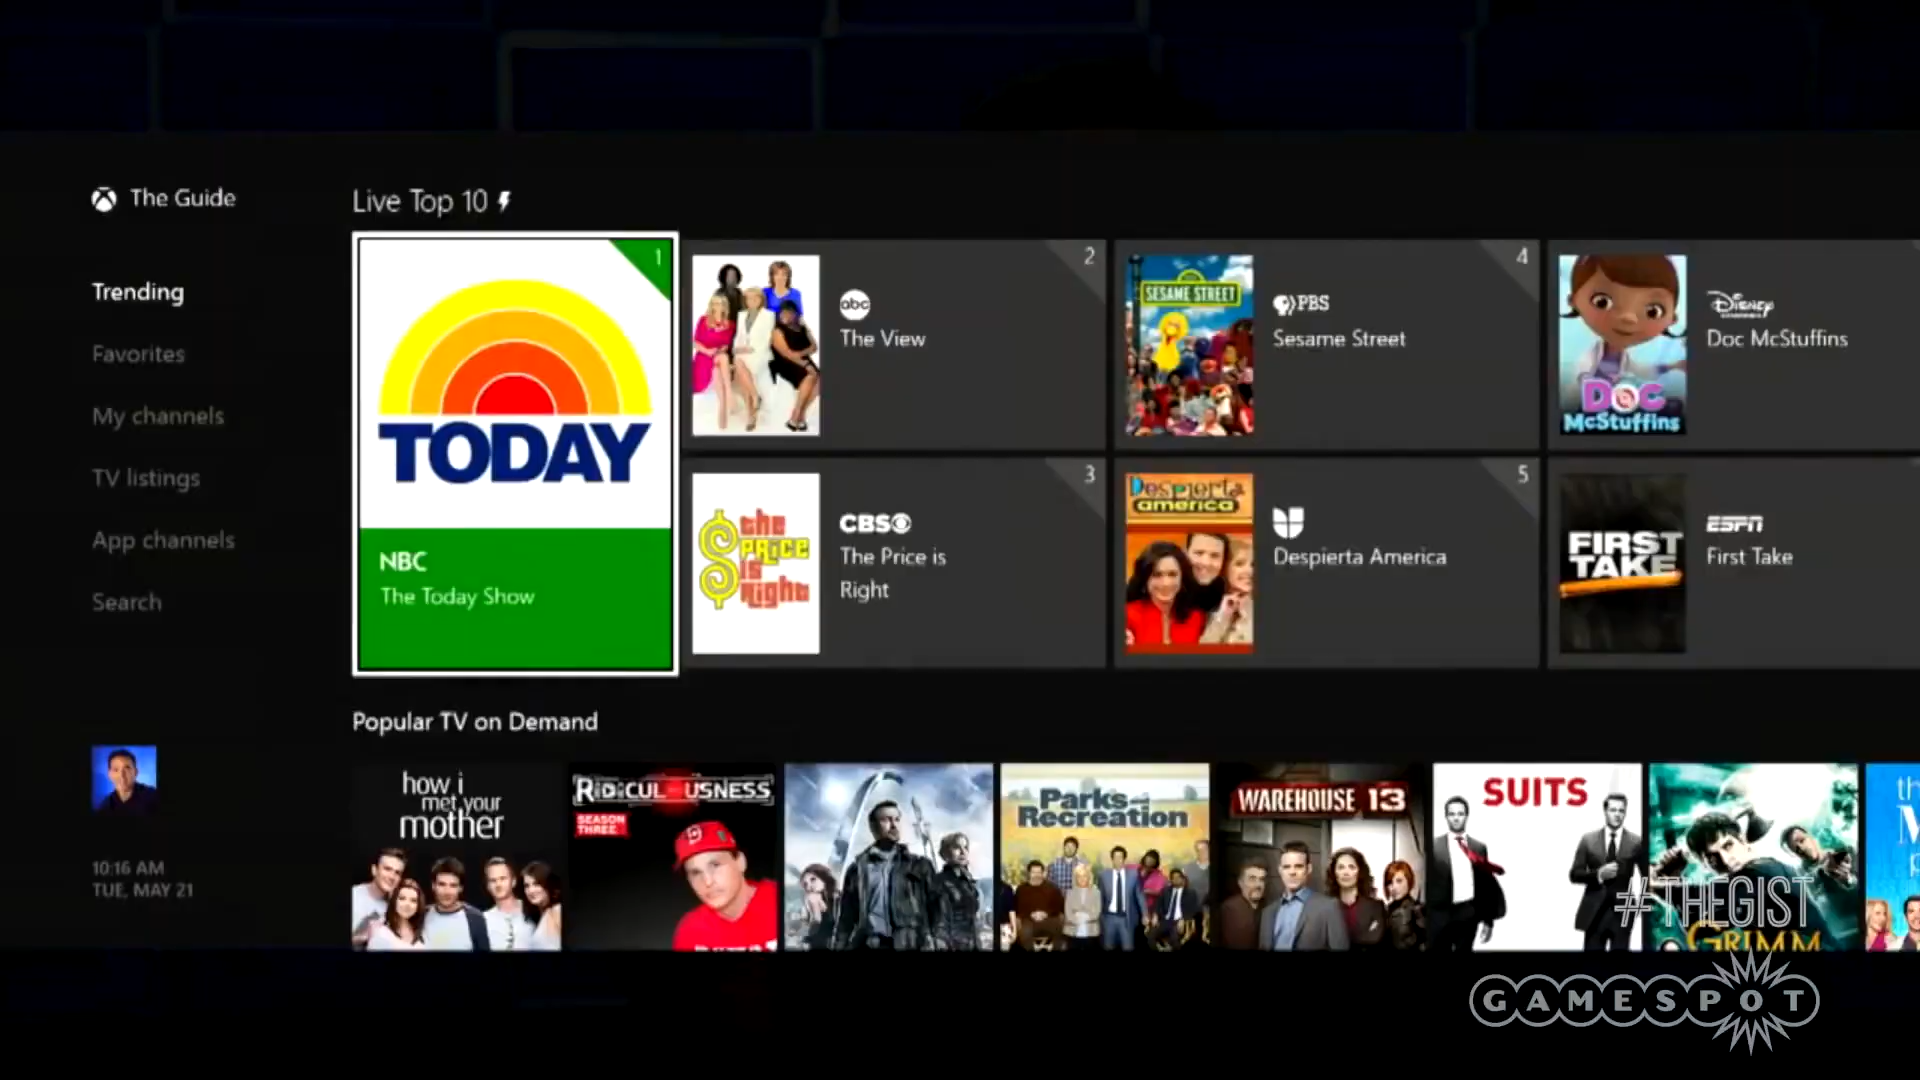 The Guide
Trending
Favorites
My channels
TV listings
App channels
Search
10:16 AM
TUE, MAY 21
Live Top 10
1
TODAY
NBC
The Today Show
2
abc
The View
3
the
PRICE
is
Right
CBS
The Price is
Right
4
SESAME STREET
PBS
Sesame Street
5
Despierta
america
Despierta America
DOC
McStuffins
Disney
Doc McStuffins
FIRST
TAKE
ESPN
First Take
Popular TV on Demand
how i
met your
mother
RIDICULOUSNESS
SEASON
THREE
Parks and
Recreation
WAREHOUSE 13
SUITS
GRIMM
#THEGIST
GAMESPOT